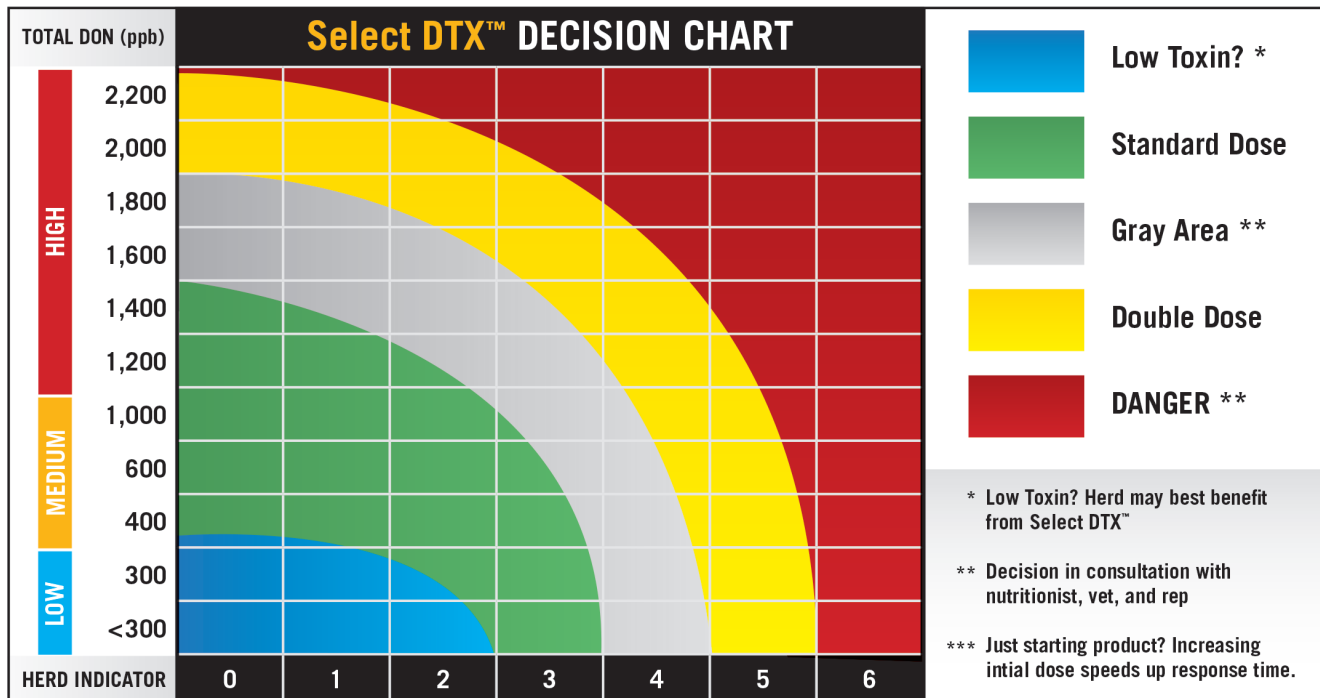 TOTAL DON (ppb)
Select DTX™ DECISION CHART
HIGH
MEDIUM
LOW
2,200
2,000
1,800
1,600
1,400
1,200
1,000
600
400
300
<300
HERD INDICATOR
0 1 2 3 4 5 6
Low Toxin? *
Standard Dose
Gray Area **
Double Dose
DANGER **
* Low Toxin? Herd may best benefit
from Select DTX™
** Decision in consultation with
nutritionist, vet, and rep
*** Just starting product? Increasing
intial dose speeds up response time.